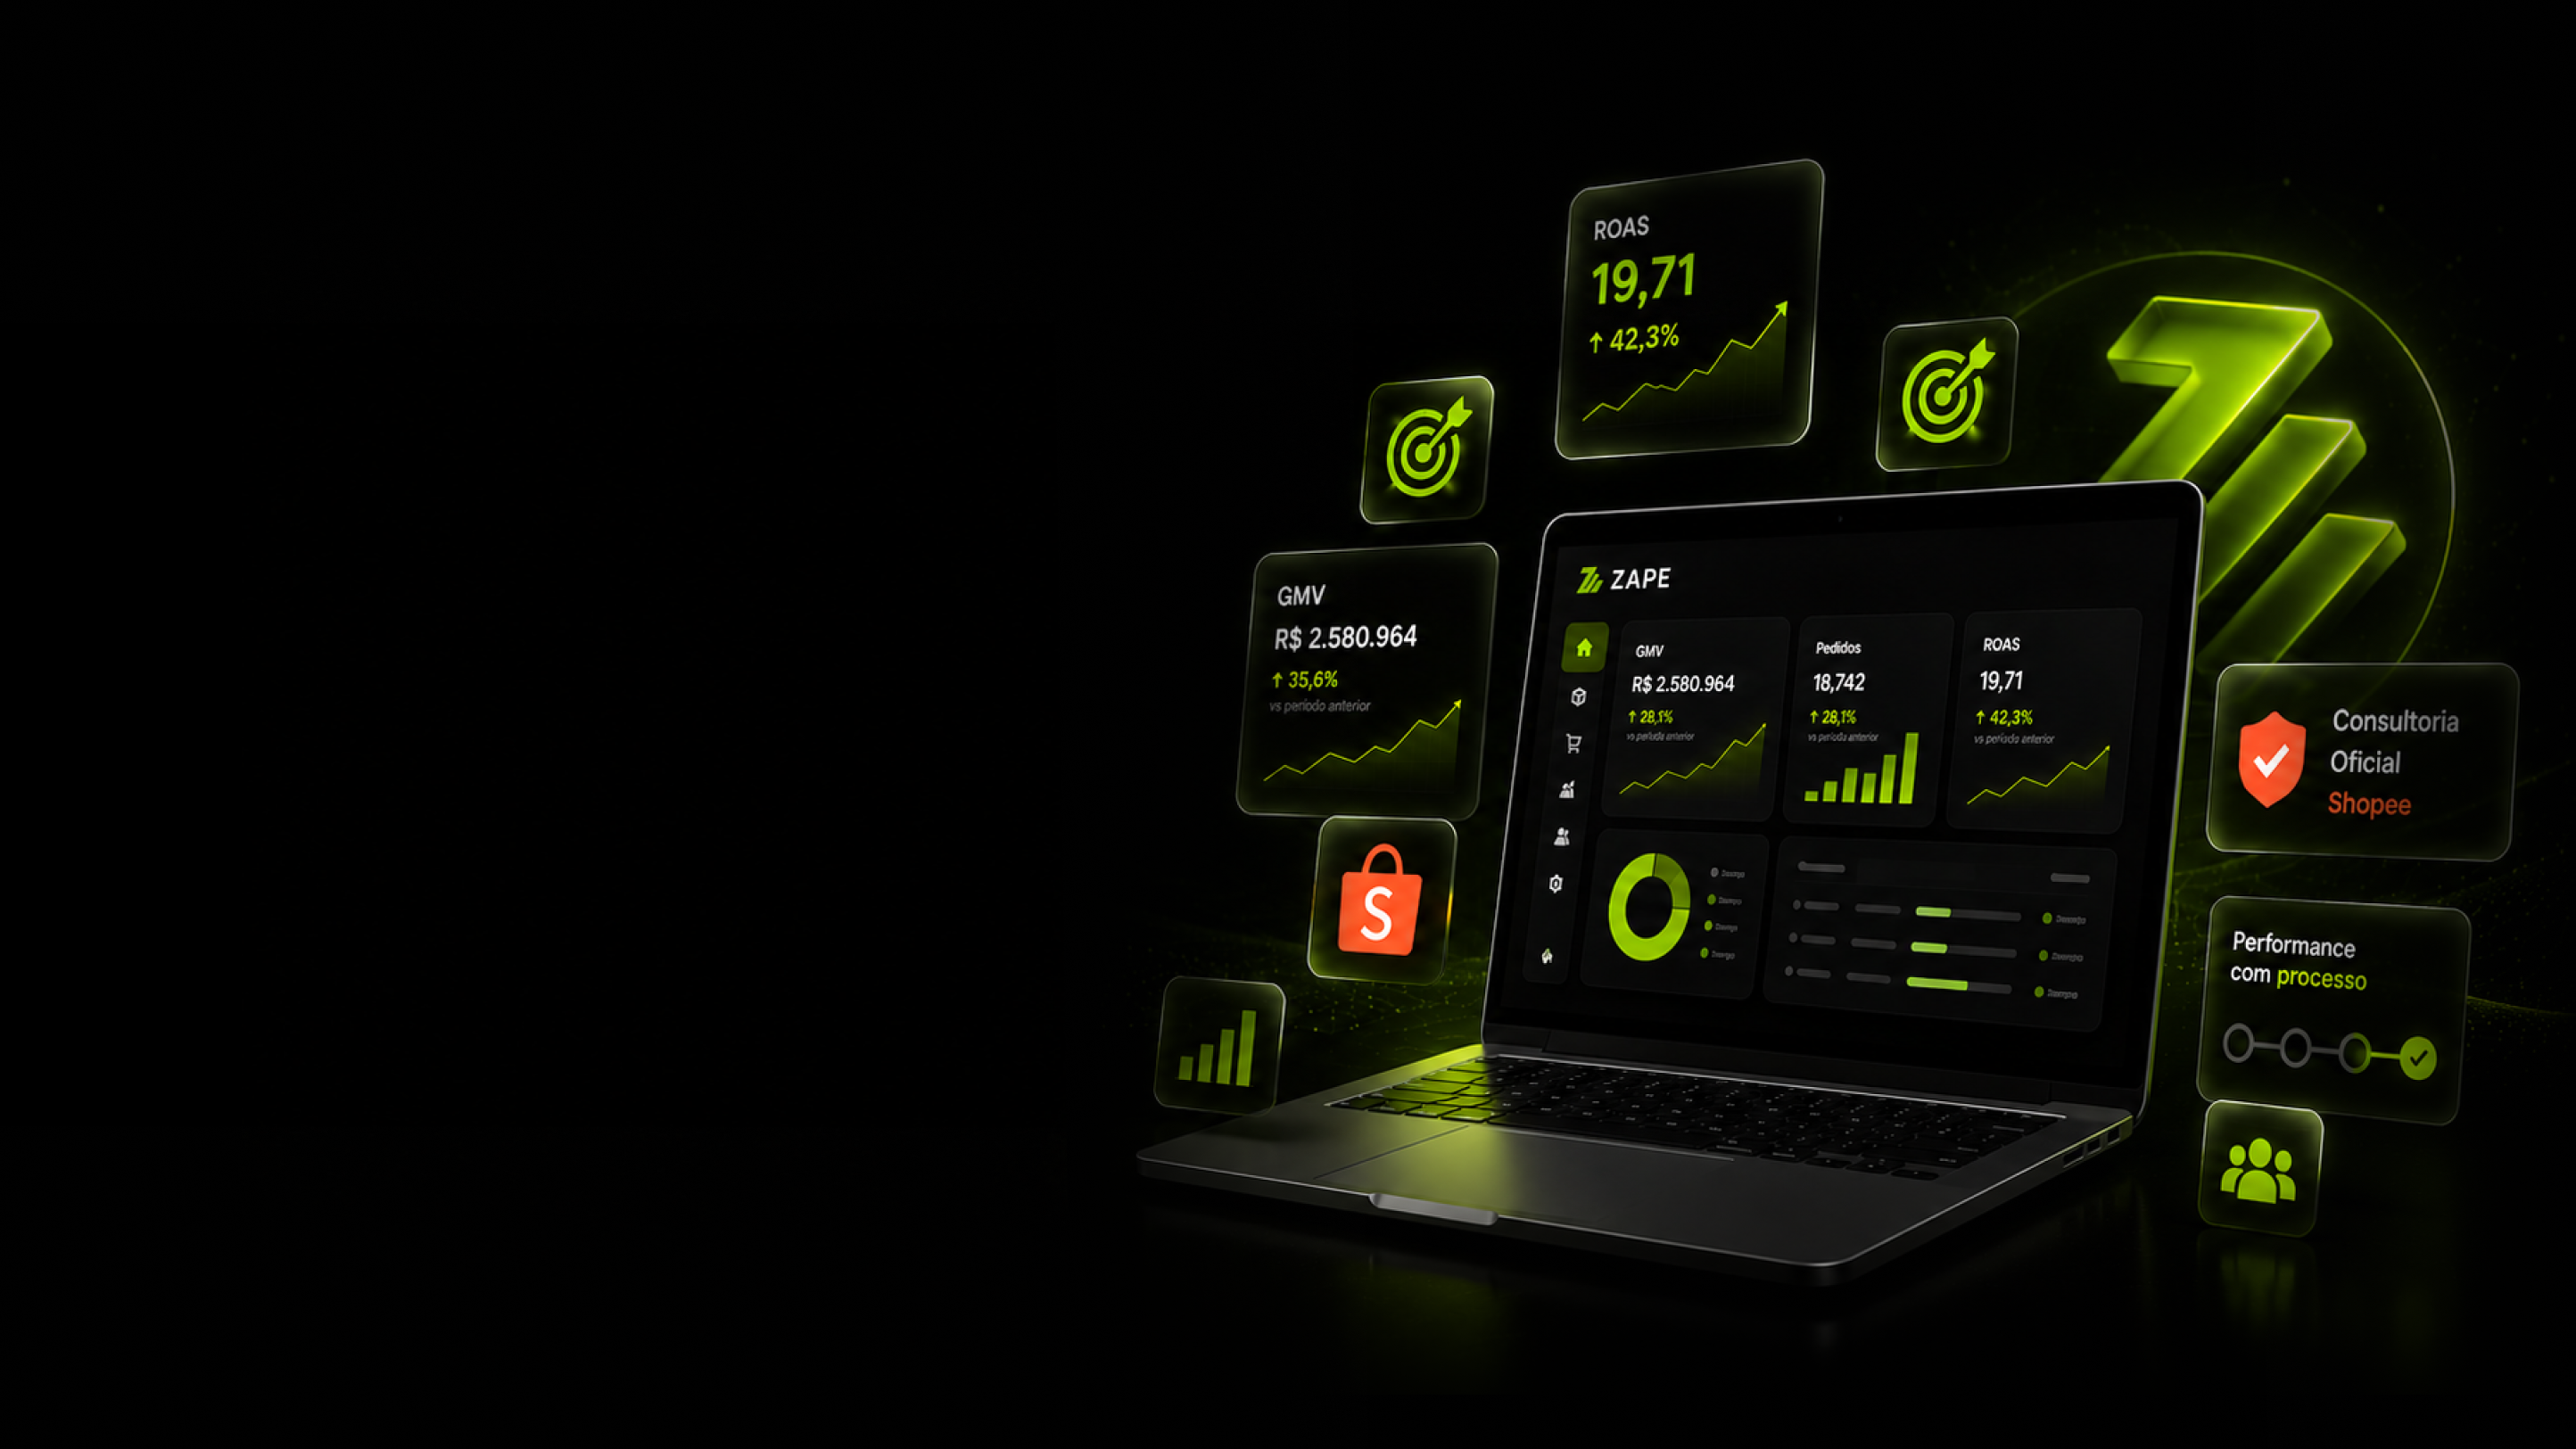 ROAS
19,71
↑ 42,3%
GMV
R$ 2.580.964
↑ 35,6%
vs período anterior
S
ZAPE
GMV
R$ 2.580.964
↑ 28,1%
vs período anterior
Pedidos
18,742
↑ 28,1%
vs período anterior
ROAS
19,71
↑ 42,3%
vs período anterior
Consultoria
Oficial
Shopee
Performance
com processo